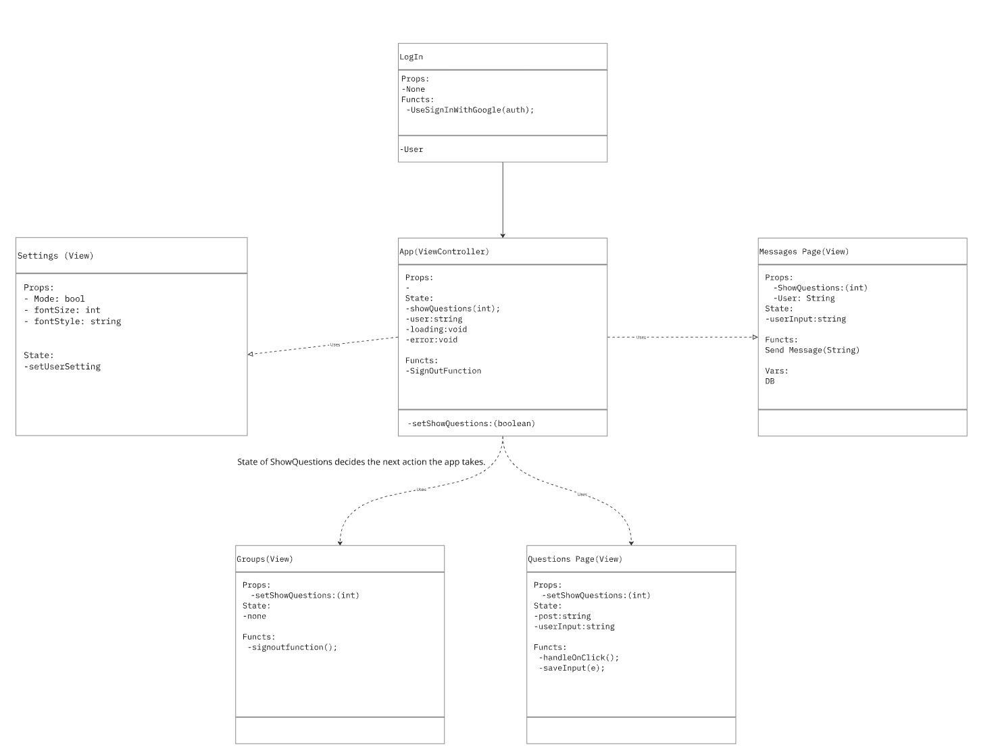 LogIn
Props:
-None
Functs:
-UseSignInWithGoogle(auth);
-User
Settings (View)
Props:
- Mode: bool
- fontSize: int
- fontStyle: string
State:
-setUserSetting
Uses
App(ViewController)
Props:
-
State:
-showQuestions(int);
-user:string
-loading:void
-error:void
Functs:
-SignOutFunction
-setShowQuestions:(boolean)
Uses
Messages Page(View)
Props:
-ShowQuestions:(int)
-User: String
State:
-userInput:string
Functs:
Send Message(String)
Vars:
DB
State of ShowQuestions decides the next action the app takes.
Uses
Uses
Groups(View)
Props:
-setShowQuestions:(int)
State:
-none
Functs:
-signoutfunction();
Questions Page(View)
Props:
-setShowQuestions:(int)
State:
-post:string
-userInput:string
Functs:
-handleOnClick();
-saveInput(e);